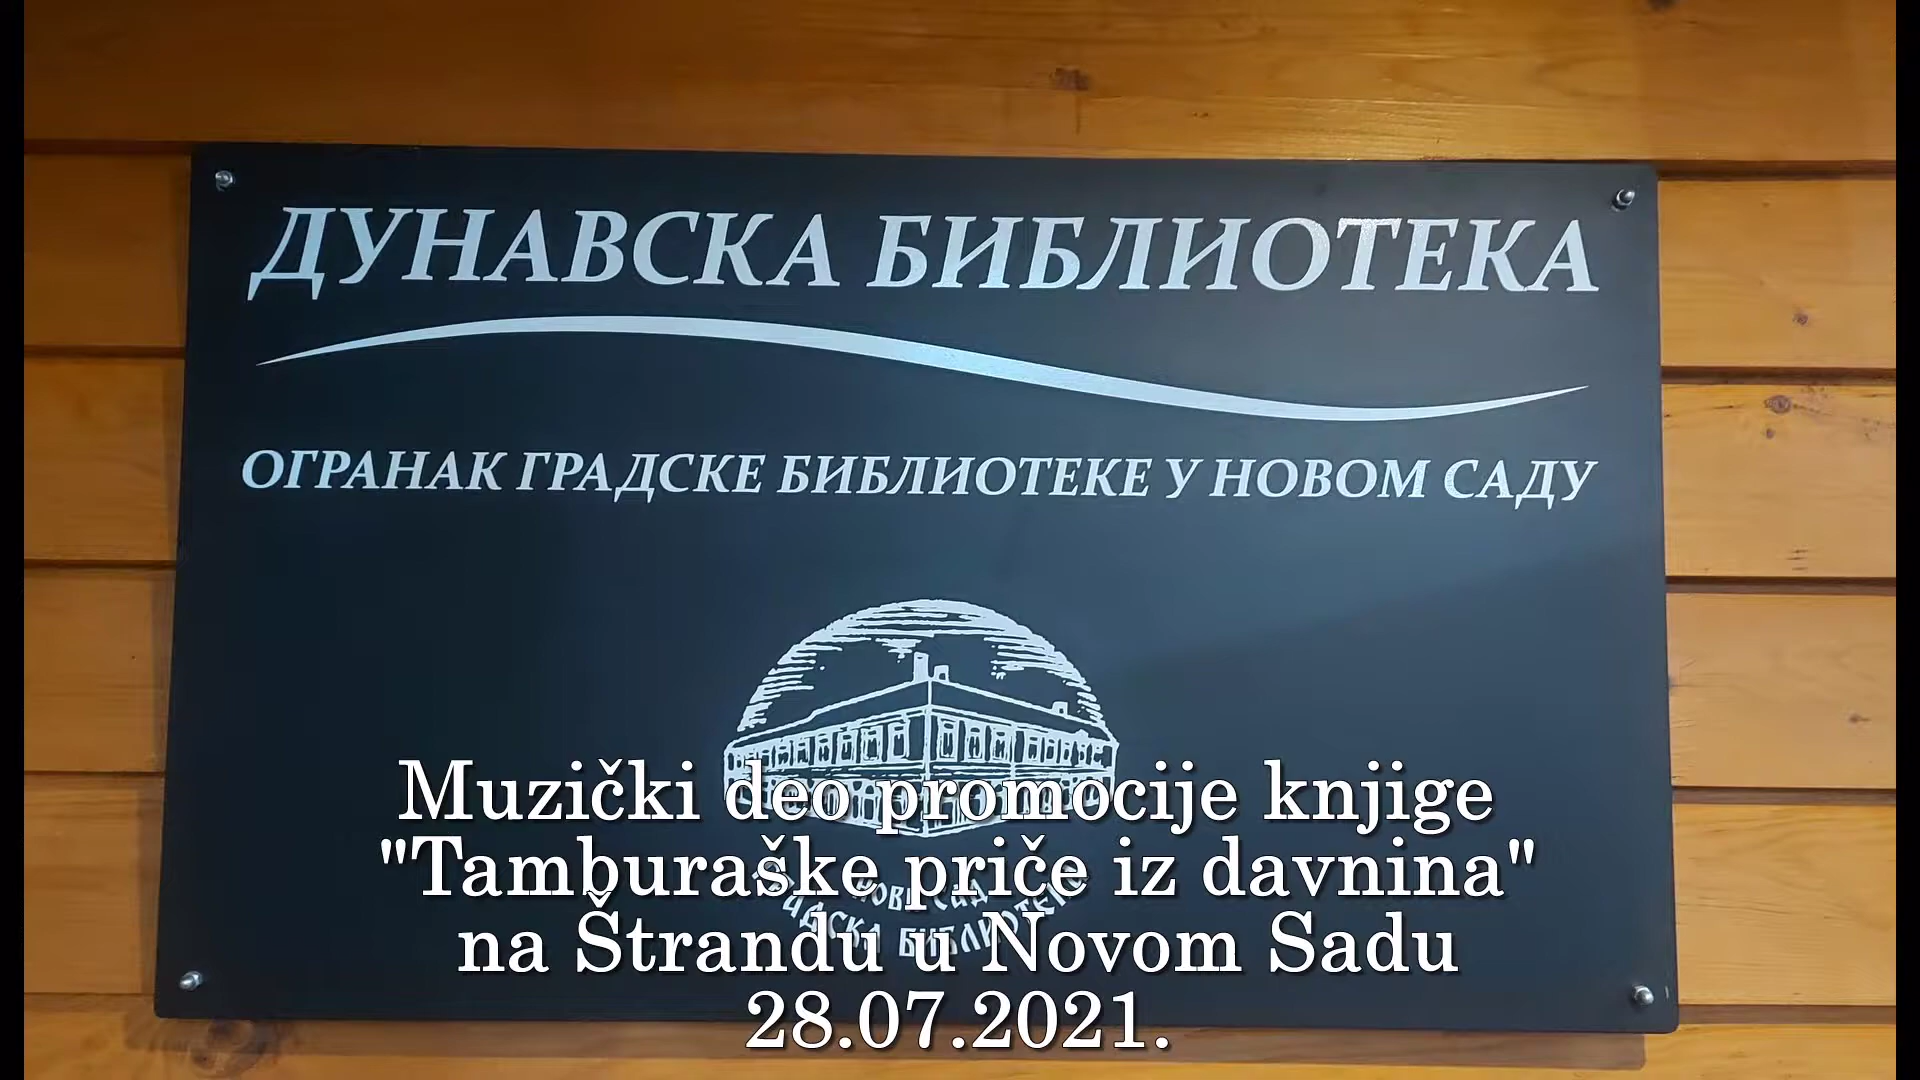 ДУНАВСКА БИБЛИОТЕКА
ОГРАНАК ГРАДСКЕ БИБЛИОТЕКЕ У НОВОМ САДУ
Muzički deo promocije knjige
"Tamburaške priče iz davnina"
na Štrandu u Novom Sadu
28.07.2021.